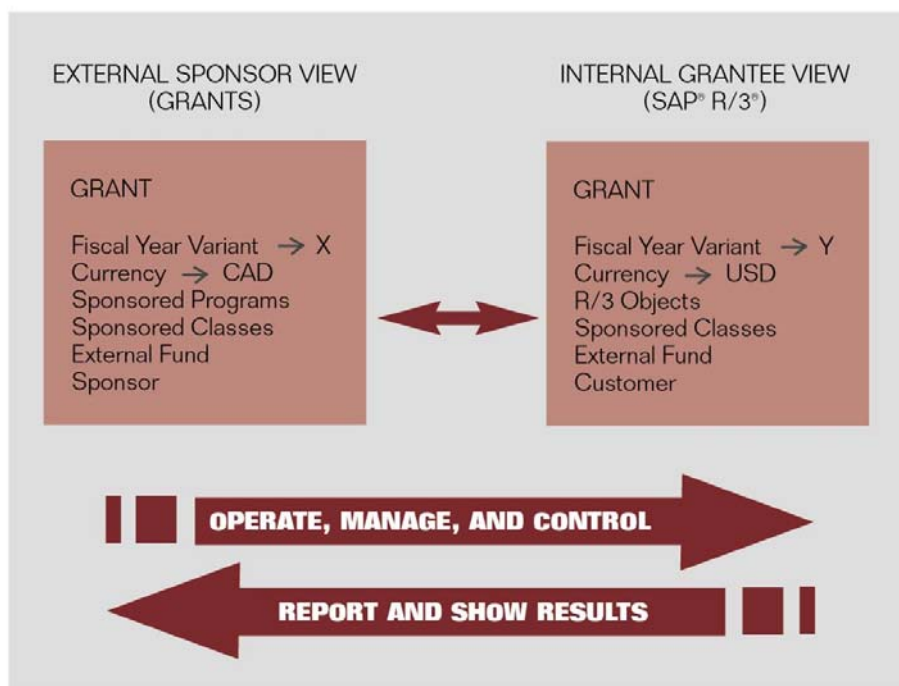 EXTERNAL SPONSOR VIEW
(GRANTS)
GRANT
Fiscal Year Variant → X
Currency → CAD
Sponsored Programs
Sponsored Classes
External Fund
Sponsor
INTERNAL GRANTEE VIEW
(SAP® R/3®)
GRANT
Fiscal Year Variant → Y
Currency → USD
R/3 Objects
Sponsored Classes
External Fund
Customer
OPERATE, MANAGE, AND CONTROL
REPORT AND SHOW RESULTS